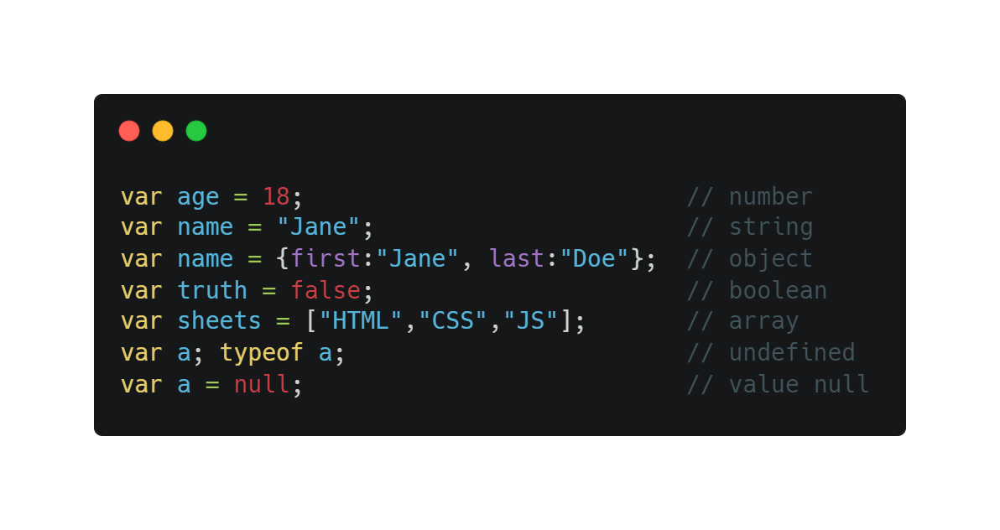 var age = 18; // number
var name = "Jane"; // string
var name = {first:"Jane", last:"Doe"}; // object
var truth = false; // boolean
var sheets = ["HTML","CSS","JS"]; // array
var a; typeof a; // undefined
var a = null; // value null